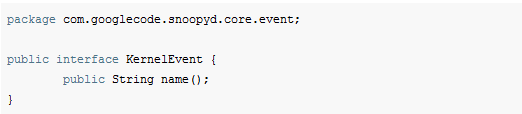 package com.googlecode.snoopyd.core.event;
public interface KernelEvent {
public String name();
}